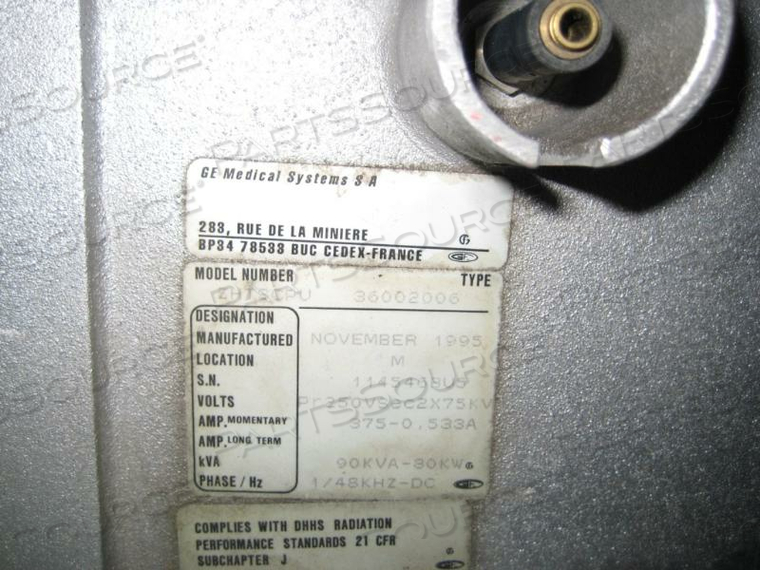 GE Medical Systems S A
283, RUE DE LA MINIERE
BP34 78533 BUC CEDEX-FRANCE
MODEL NUMBER TYPE
36002006
DESIGNATION
MANUFACTURED NOVEMBER 1995
LOCATION M
S.N.
VOLTS
AMP. MOMENTARY 375-0,533A
AMP. LONG TERM
kVA 90KVA-30KW
PHASE / Hz 1/48KHZ-DC
COMPLIES WITH DHHS RADIATION
PERFORMANCE STANDARDS 21 CFR
SUBCHAPTER J
PARTSSOURCE